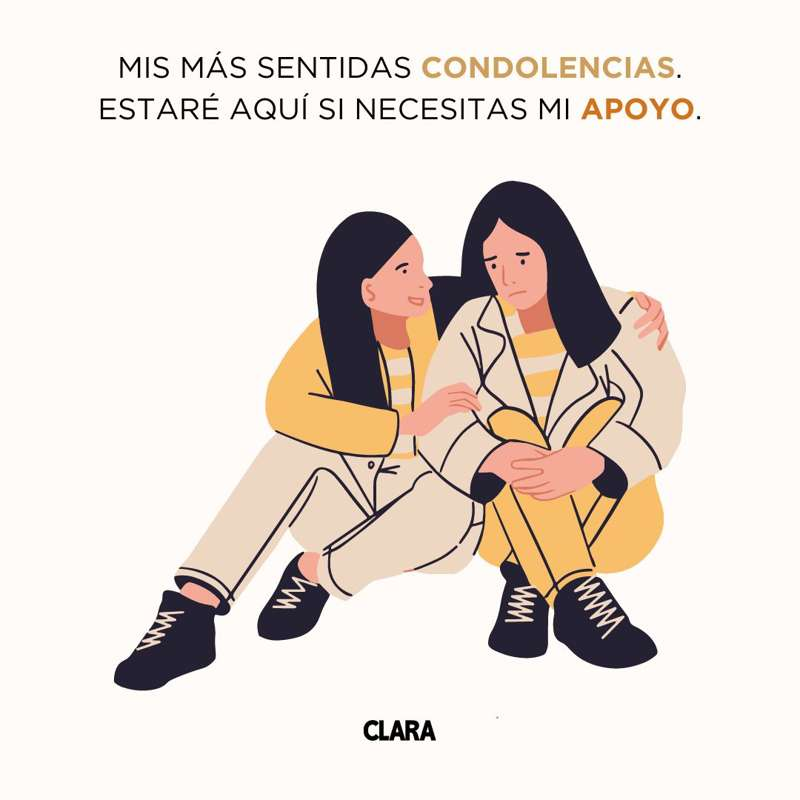 MIS MÁS SENTIDAS CONDOLENCIAS.
ESTARÉ AQUÍ SI NECESITAS MI APOYO.
CLARA